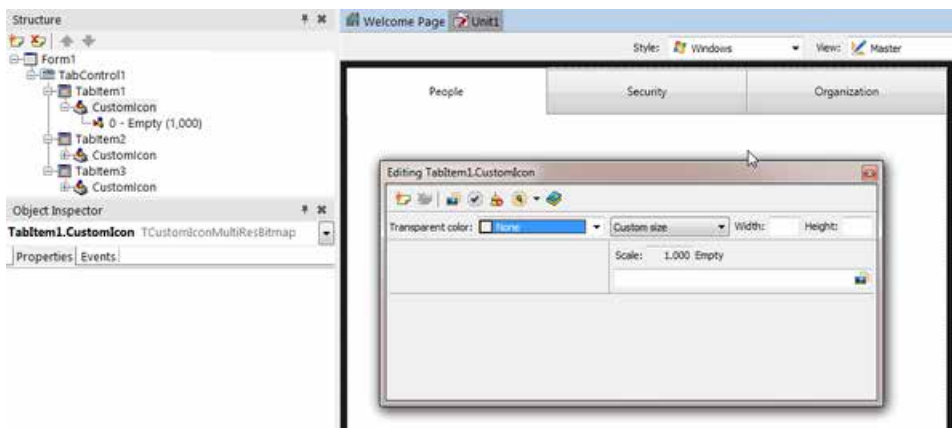 Structure
Form1
TabControl1
TabItem1
CustomIcon
0 - Empty (1,000)
TabItem2
CustomIcon
TabItem3
CustomIcon
Object Inspector
TabItem1.CustomIcon TCustomIconMultiResBitmap
Properties Events
Welcome Page Unit1
Style: Windows View: Master
People Security Organization
Editing TabItem1.CustomIcon
Transparent color: None Custom size Width: Height:
Scale: 1.000 Empty